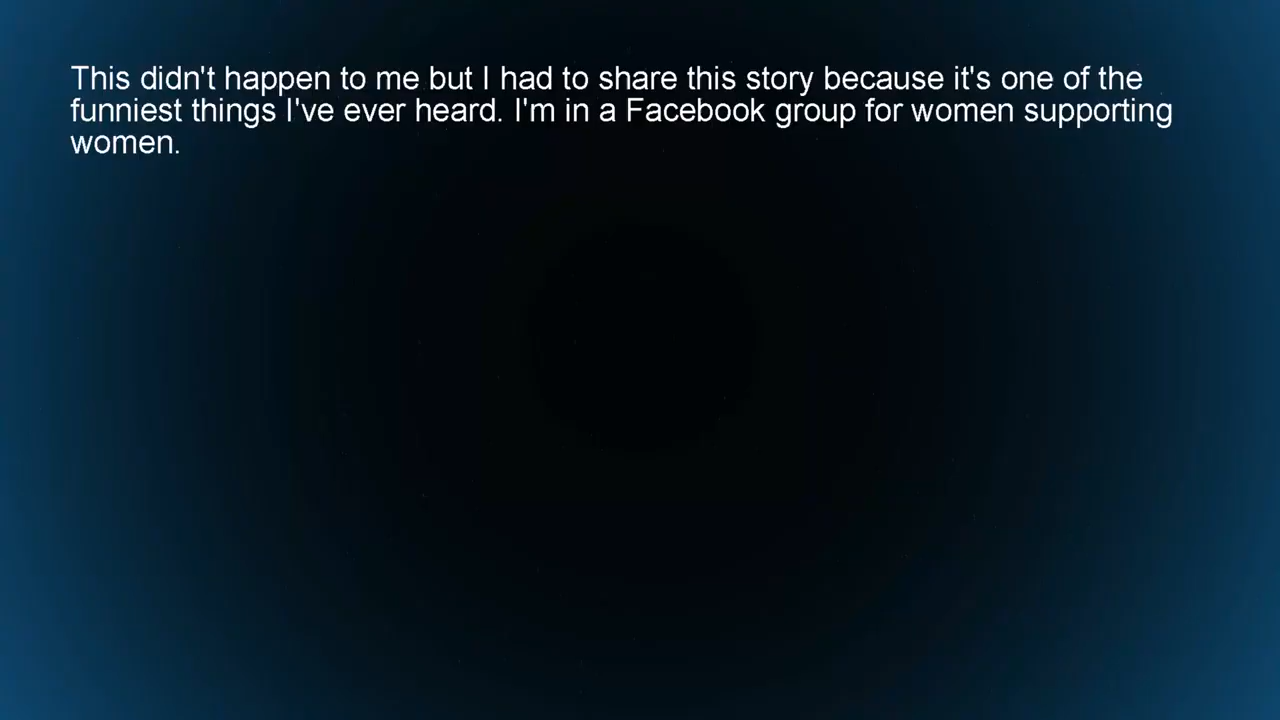 This didn't happen to me but I had to share this story because it's one of the
funniest things I've ever heard. I'm in a Facebook group for women supporting
women.